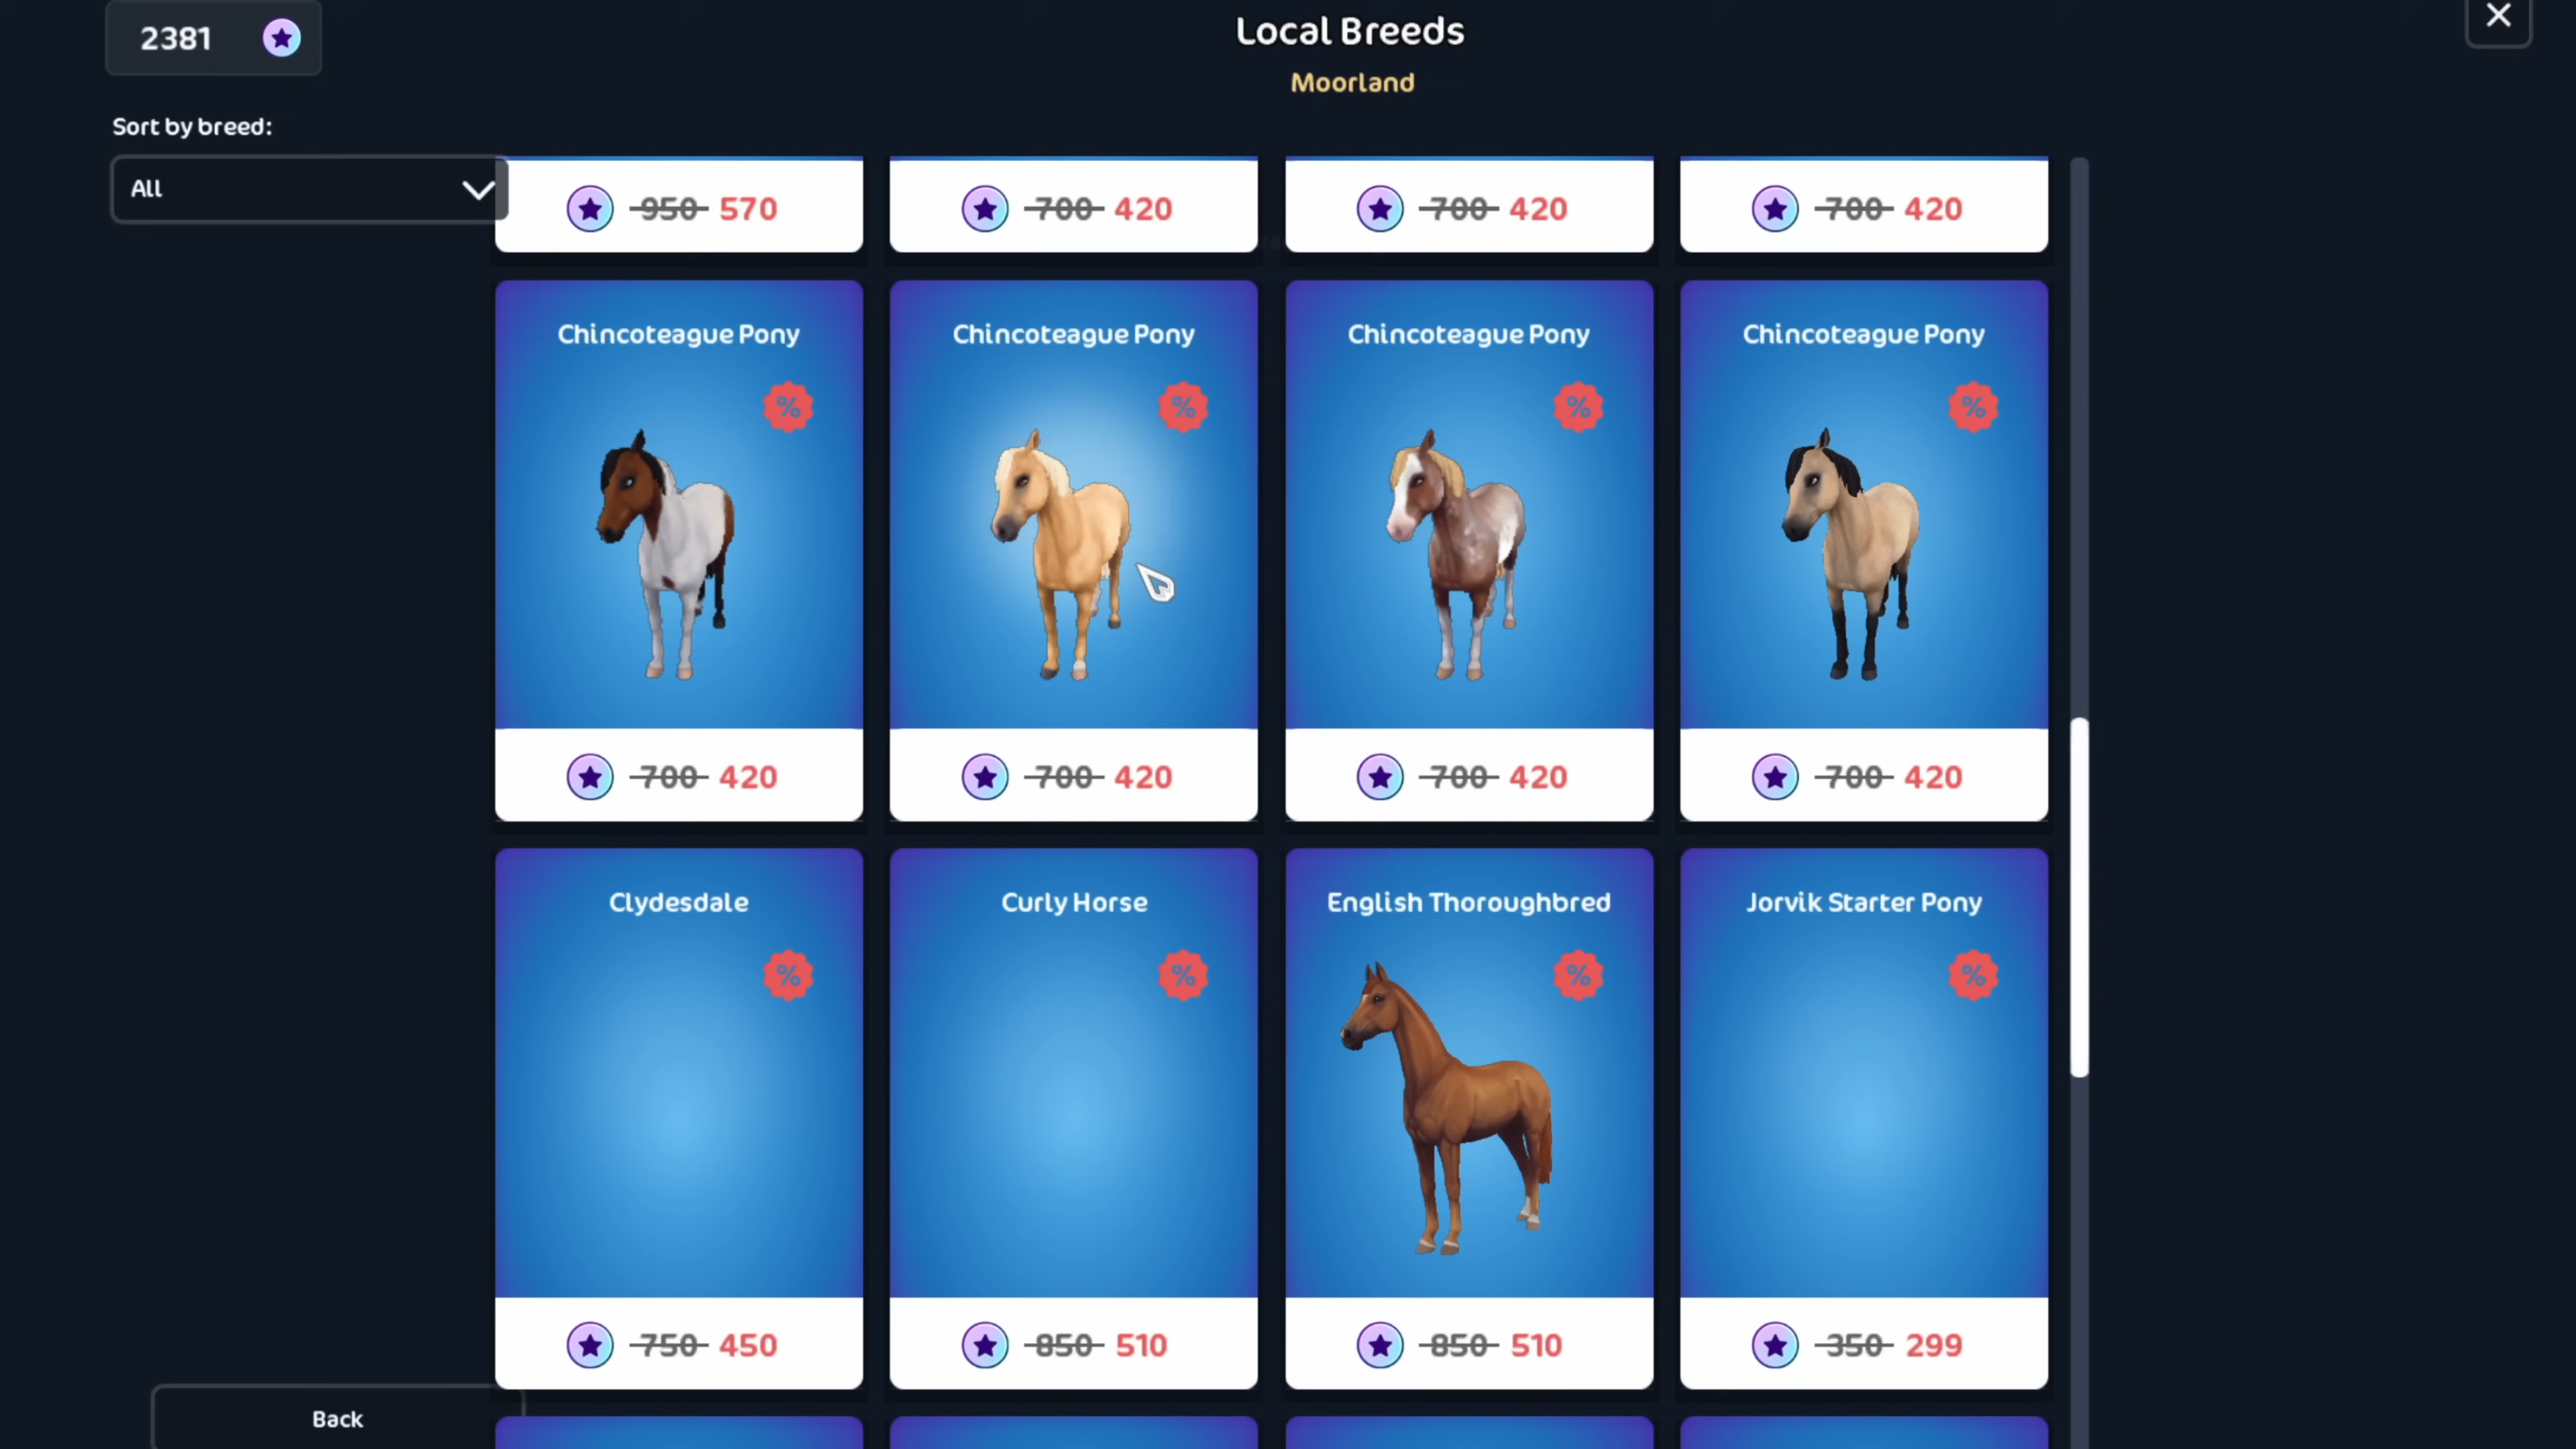 2381
Local Breeds
Moorland
Sort by breed:
All
950 570
700 420
700 420
700 420
Chincoteague Pony
Chincoteague Pony
Chincoteague Pony
Chincoteague Pony
%
%
%
%
700 420
700 420
700 420
700 420
Clydesdale
Curly Horse
English Thoroughbred
Jorvik Starter Pony
%
%
%
%
750 450
850 510
850 510
350 299
Back